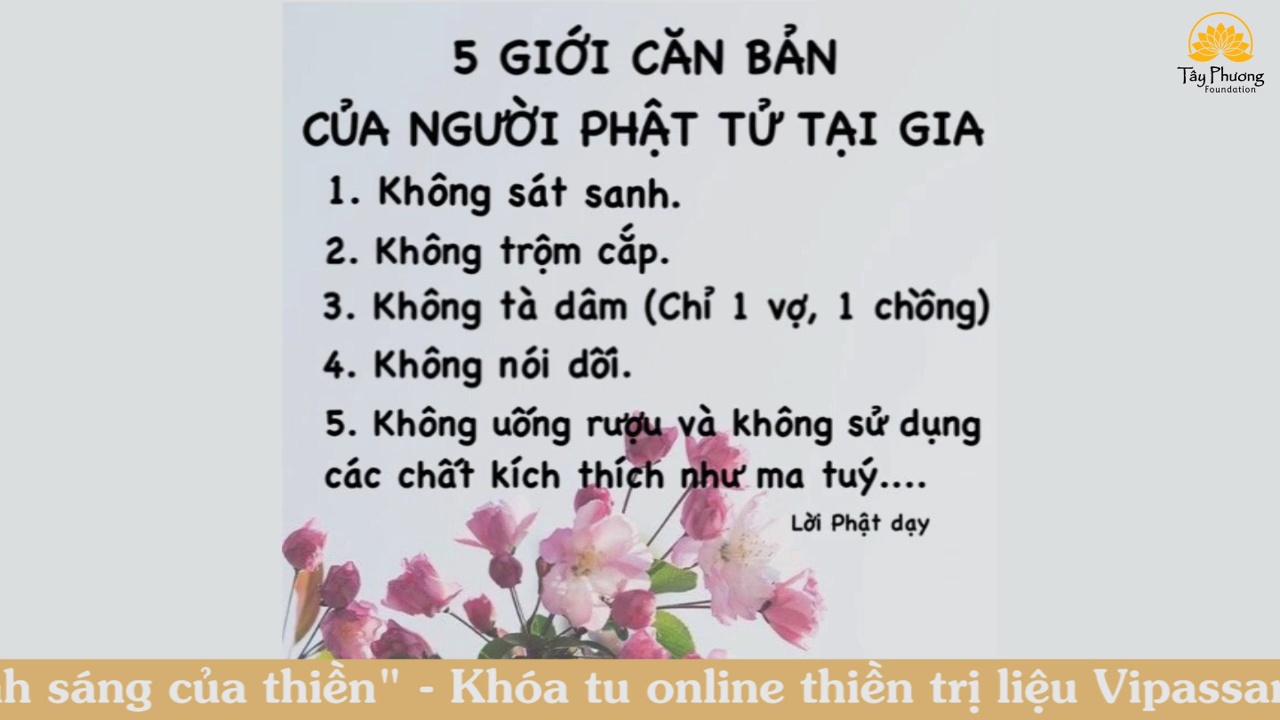 5 GIỚI CĂN BẢN
CỦA NGƯỜI PHẬT TỬ TẠI GIA
1. Không sát sanh.
2. Không trộm cắp.
3. Không tà dâm (Chỉ 1 vợ, 1 chồng)
4. Không nói dối.
5. Không uống rượu và không sử dụng
các chất kích thích như ma tuý....
Lời Phật dạy
Tây Phương
Foundation
sáng của thiền" - Khóa tu online thiền trị liệu